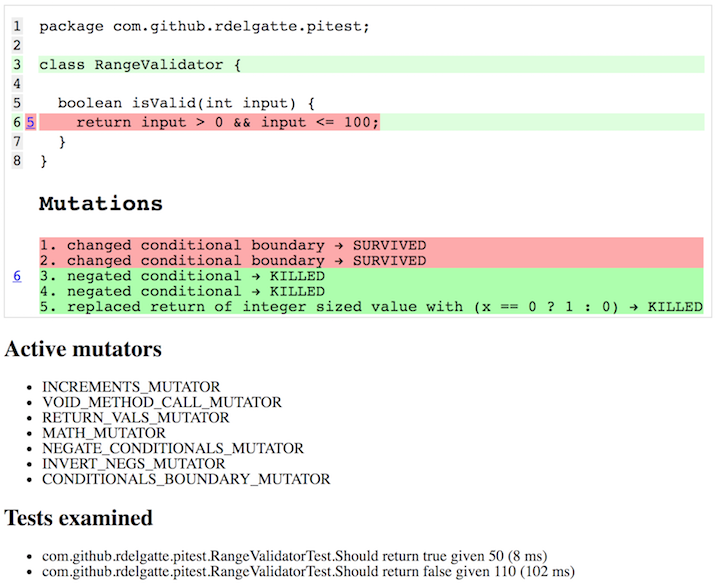 1 package com.github.rdelgatte.pitest;
2
3 class RangeValidator {
4
5 boolean isValid(int input) {
6 5 return input > 0 && input <= 100;
7 }
8 }
Mutations
1. changed conditional boundary → SURVIVED
2. changed conditional boundary → SURVIVED
6 3. negated conditional → KILLED
4. negated conditional → KILLED
5. replaced return of integer sized value with (x == 0 ? 1 : 0) → KILLED
Active mutators
• INCREMENTS_MUTATOR
• VOID_METHOD_CALL_MUTATOR
• RETURN_VALS_MUTATOR
• MATH_MUTATOR
• NEGATE_CONDITIONALS_MUTATOR
• INVERT_NEGS_MUTATOR
• CONDITIONALS_BOUNDARY_MUTATOR
Tests examined
• com.github.rdelgatte.pitest.RangeValidatorTest.Should return true given 50 (8 ms)
• com.github.rdelgatte.pitest.RangeValidatorTest.Should return false given 110 (102 ms)